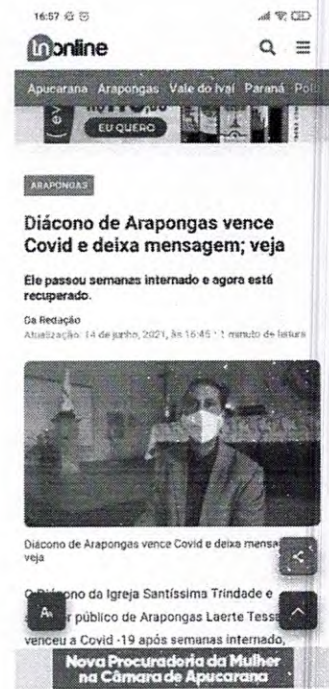 16:57
tnonline
Apucarana Arapongas Vale do Ivaí Paraná
EU QUERO
ARAPONGAS
Diácono de Arapongas vence
Covid e deixa mensagem; veja
Ele passou semanas internado e agora está
recuperado.
Da Redação
Atualização: 14 de junho, 2021, às 16:45 · 1 minuto de leitura
Diácono de Arapongas vence Covid e deixa mensa
veja
O Diácono da Igreja Santíssima Trindade e
público de Arapongas Laerte Tesse
venceu a Covid -19 após semanas internado,
Nova Procuradoria da Mulher
na Câmara de Apucarana